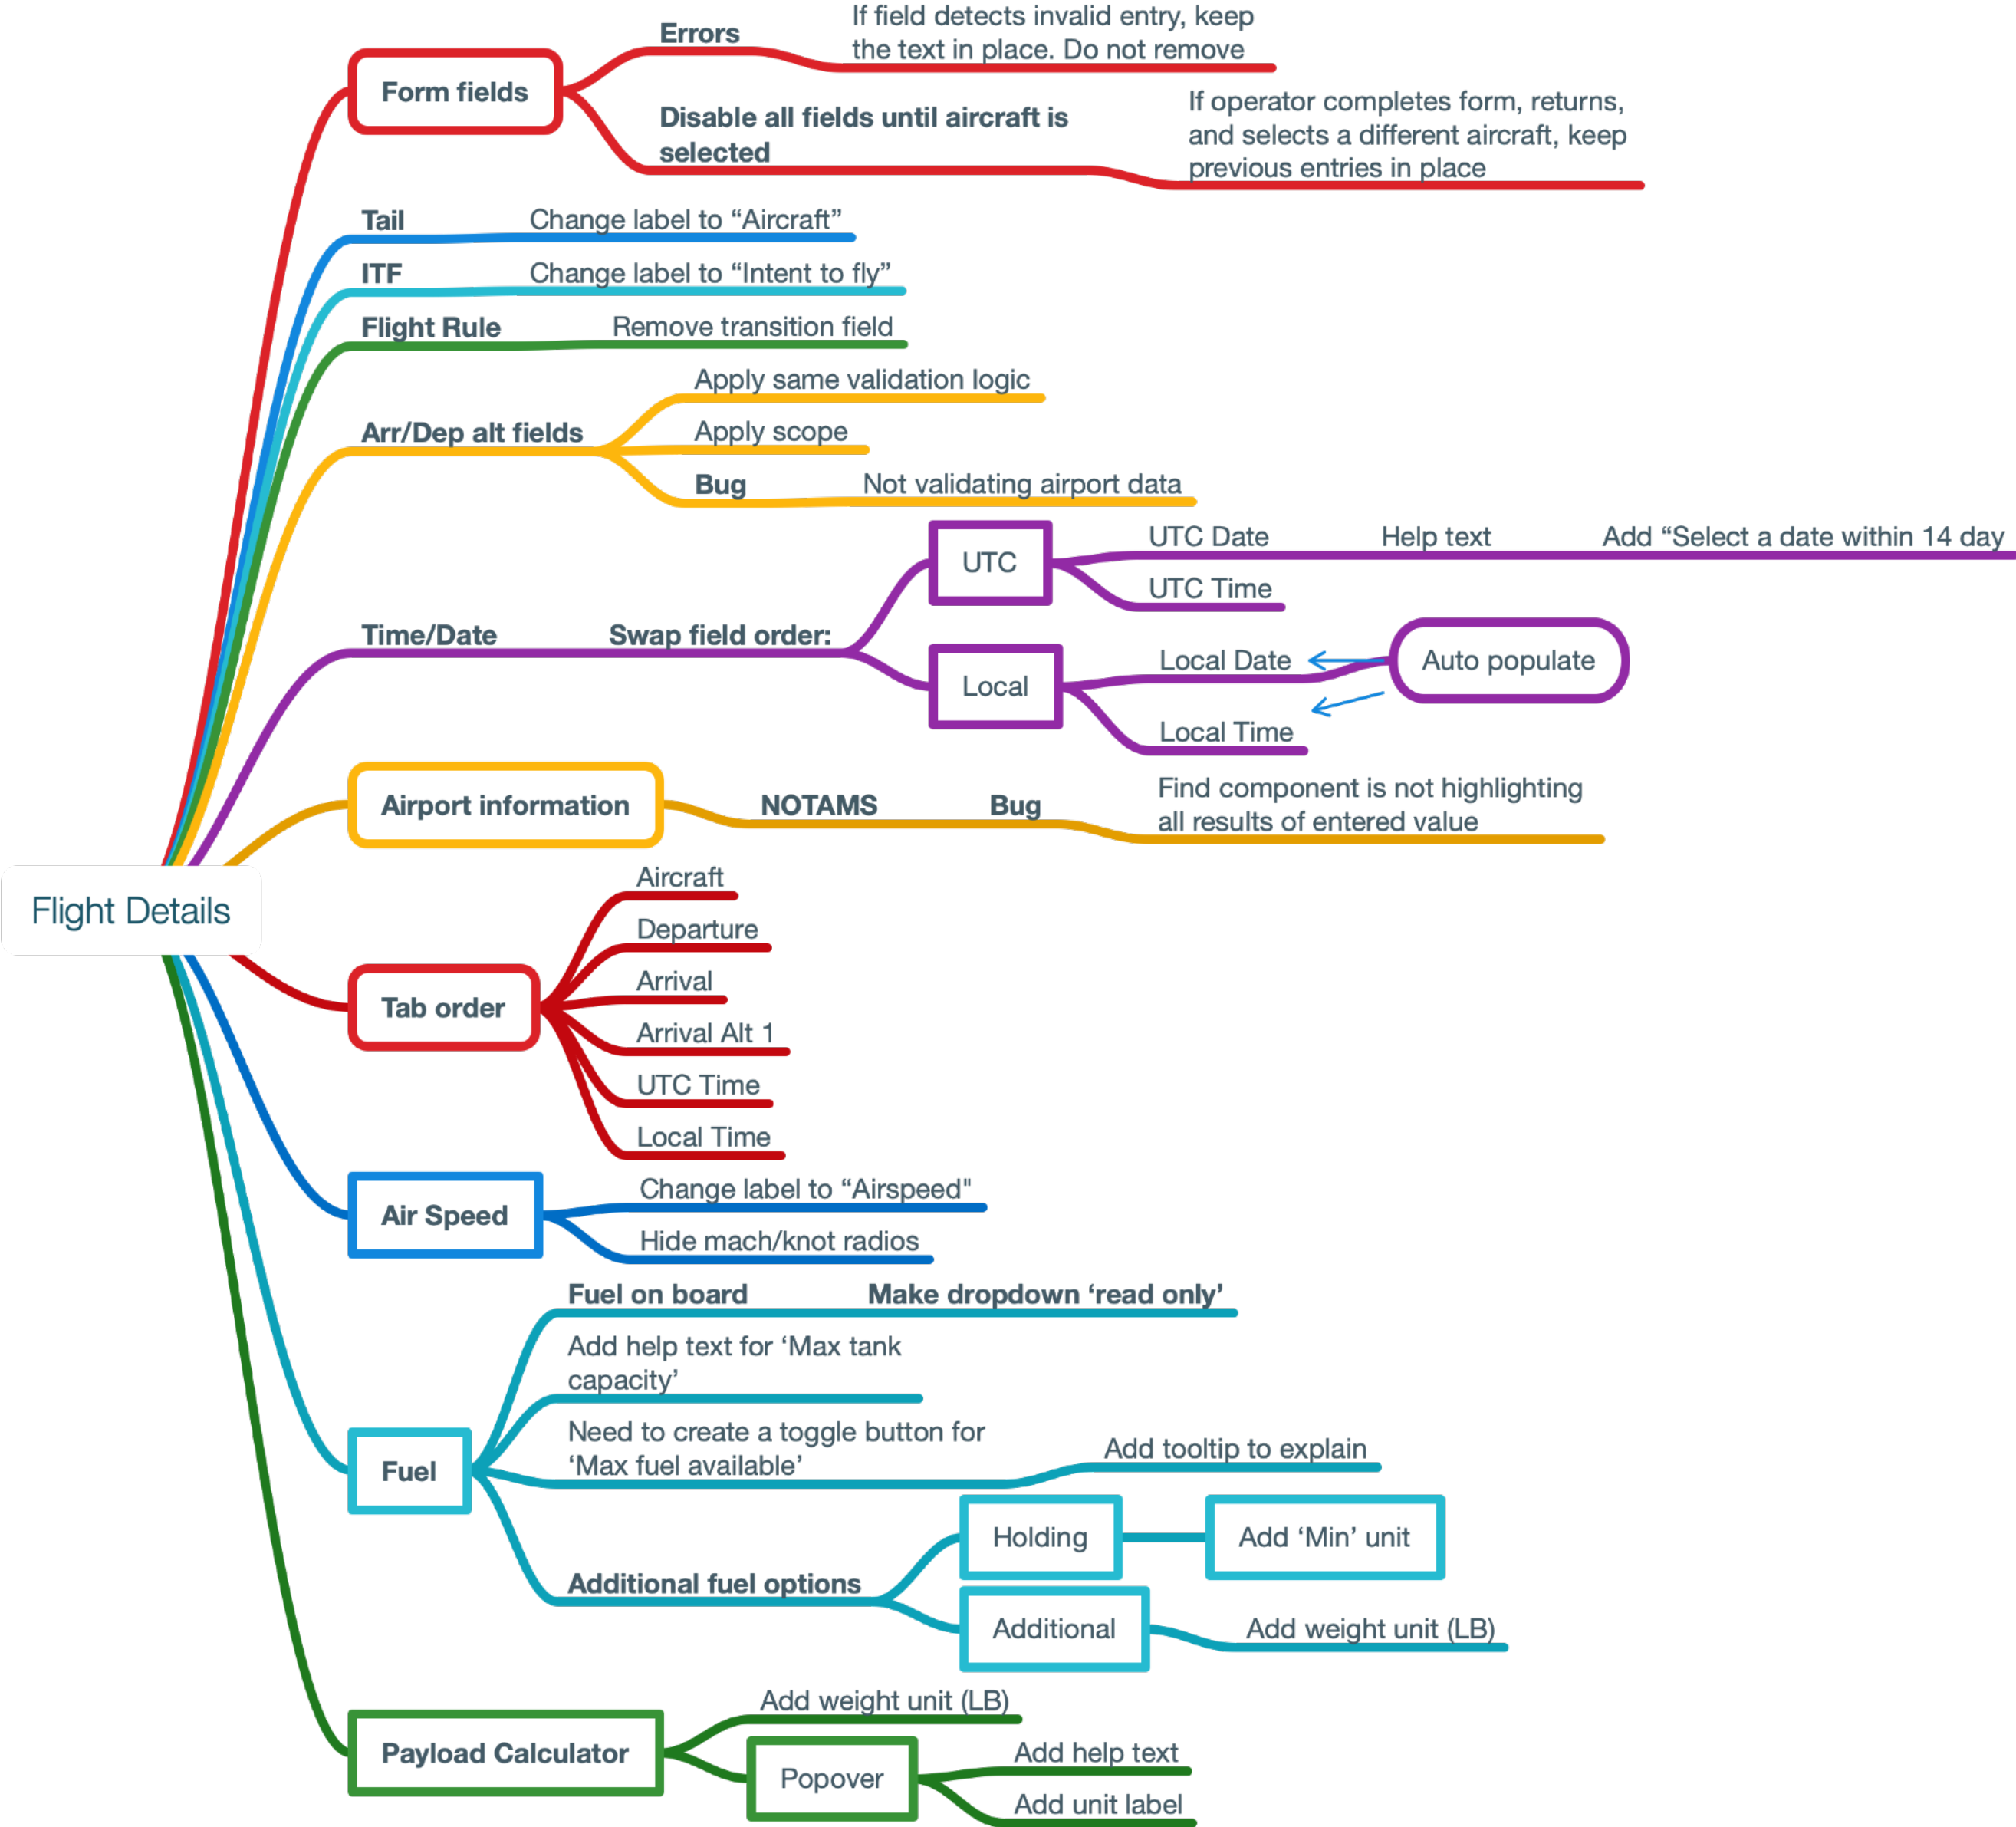 Errors
If field detects invalid entry, keep
the text in place. Do not remove
Form fields
Disable all fields until aircraft is
selected
If operator completes form, returns,
and selects a different aircraft, keep
previous entries in place
Tail
Change label to “Aircraft”
ITF
Change label to “Intent to fly”
Flight Rule
Remove transition field
Arr/Dep alt fields
Apply same validation logic
Apply scope
Bug
Not validating airport data
Time/Date
Swap field order:
UTC
UTC Date
Help text
Add “Select a date within 14 day
UTC Time
Local
Local Date
Auto populate
Local Time
Airport information
NOTAMS
Bug
Find component is not highlighting
all results of entered value
Flight Details
Tab order
Aircraft
Departure
Arrival
Arrival Alt 1
UTC Time
Local Time
Air Speed
Change label to “Airspeed"
Hide mach/knot radios
Fuel
Fuel on board
Make dropdown ‘read only’
Add help text for ‘Max tank
capacity’
Need to create a toggle button for
‘Max fuel available’
Add tooltip to explain
Additional fuel options
Holding
Add ‘Min’ unit
Additional
Add weight unit (LB)
Payload Calculator
Add weight unit (LB)
Popover
Add help text
Add unit label